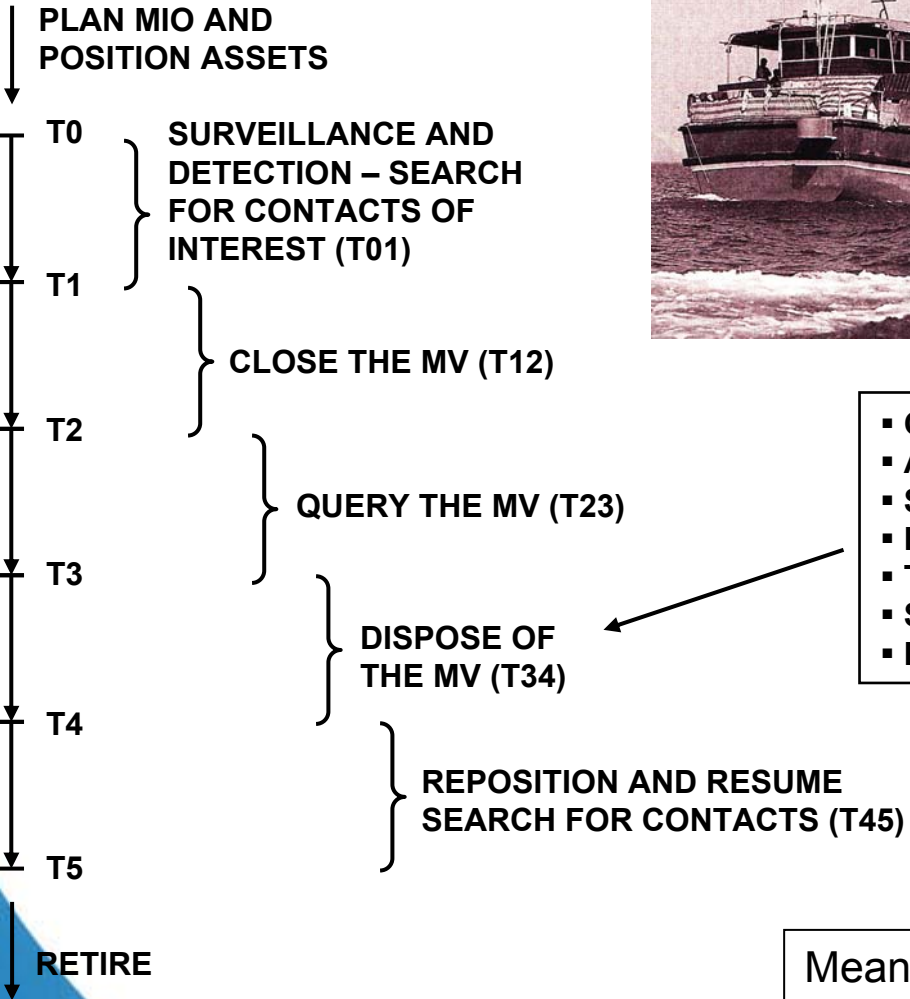 PLAN MIO AND
POSITION ASSETS
T0
SURVEILLANCE AND
DETECTION – SEARCH
FOR CONTACTS OF
INTEREST (T01)
T1
CLOSE THE MV (T12)
T2
QUERY THE MV (T23)
T3
DISPOSE OF
THE MV (T34)
T4
REPOSITION AND RESUME
SEARCH FOR CONTACTS (T45)
T5
RETIRE
Mean